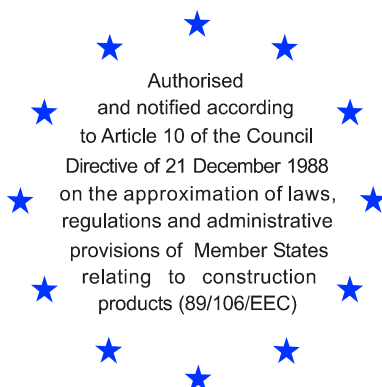 Authorised
and notified according
to Article 10 of the Council
Directive of 21 December 1988
on the approximation of laws,
regulations and administrative
provisions of Member States
relating to construction
products (89/106/EEC)